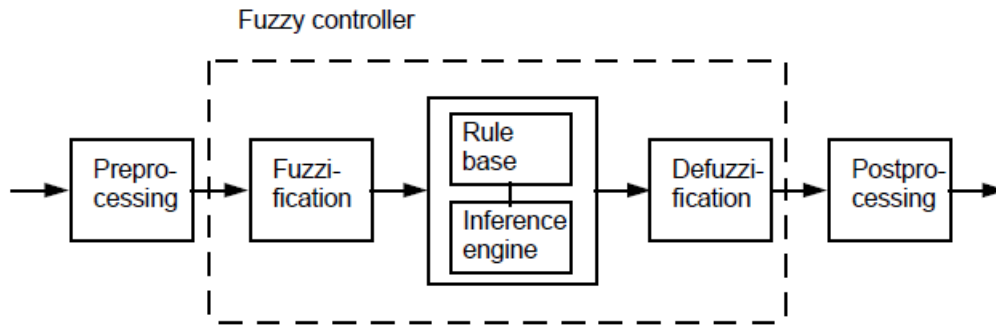 Fuzzy controller
Prepro-
cessing
Fuzzi-
fication
Rule
base
Inference
engine
Defuzzi-
fication
Postpro-
cessing